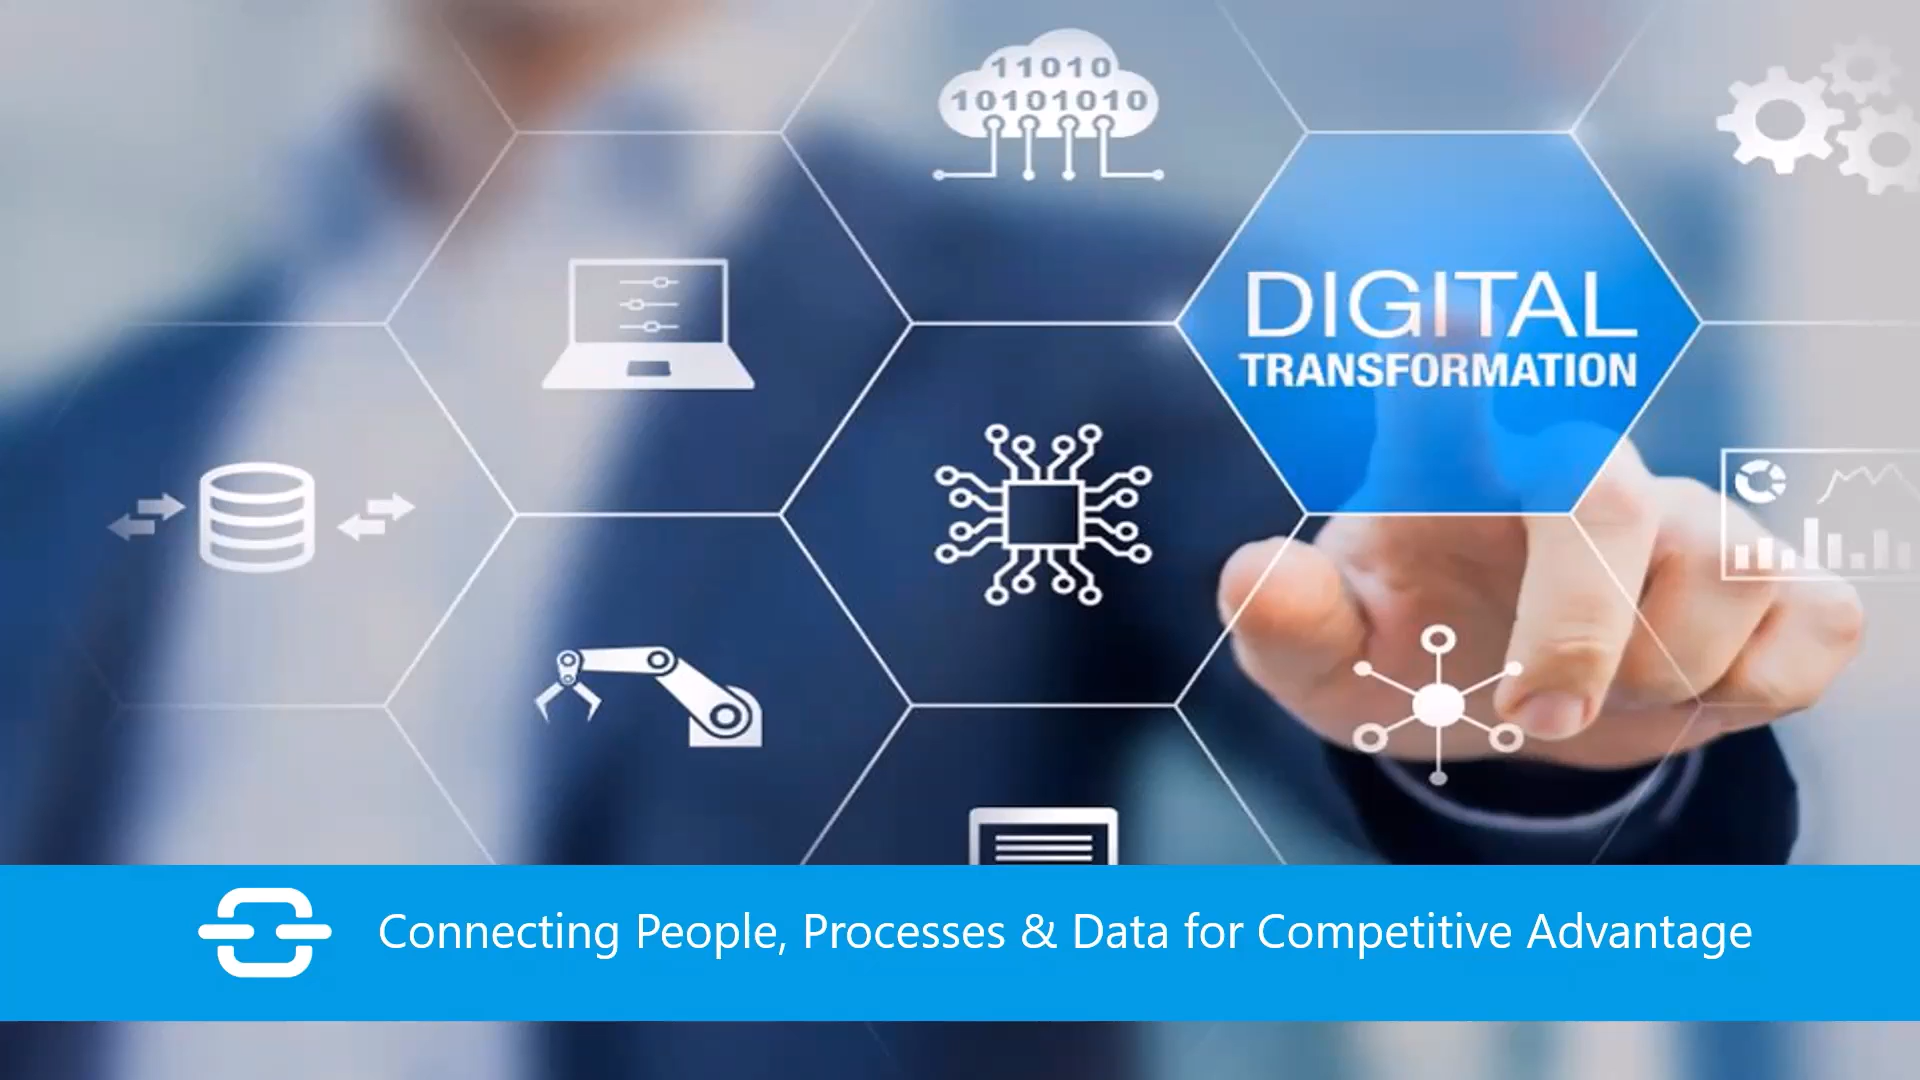 11010
10101010
DIGITAL
TRANSFORMATION
Connecting People, Processes & Data for Competitive Advantage